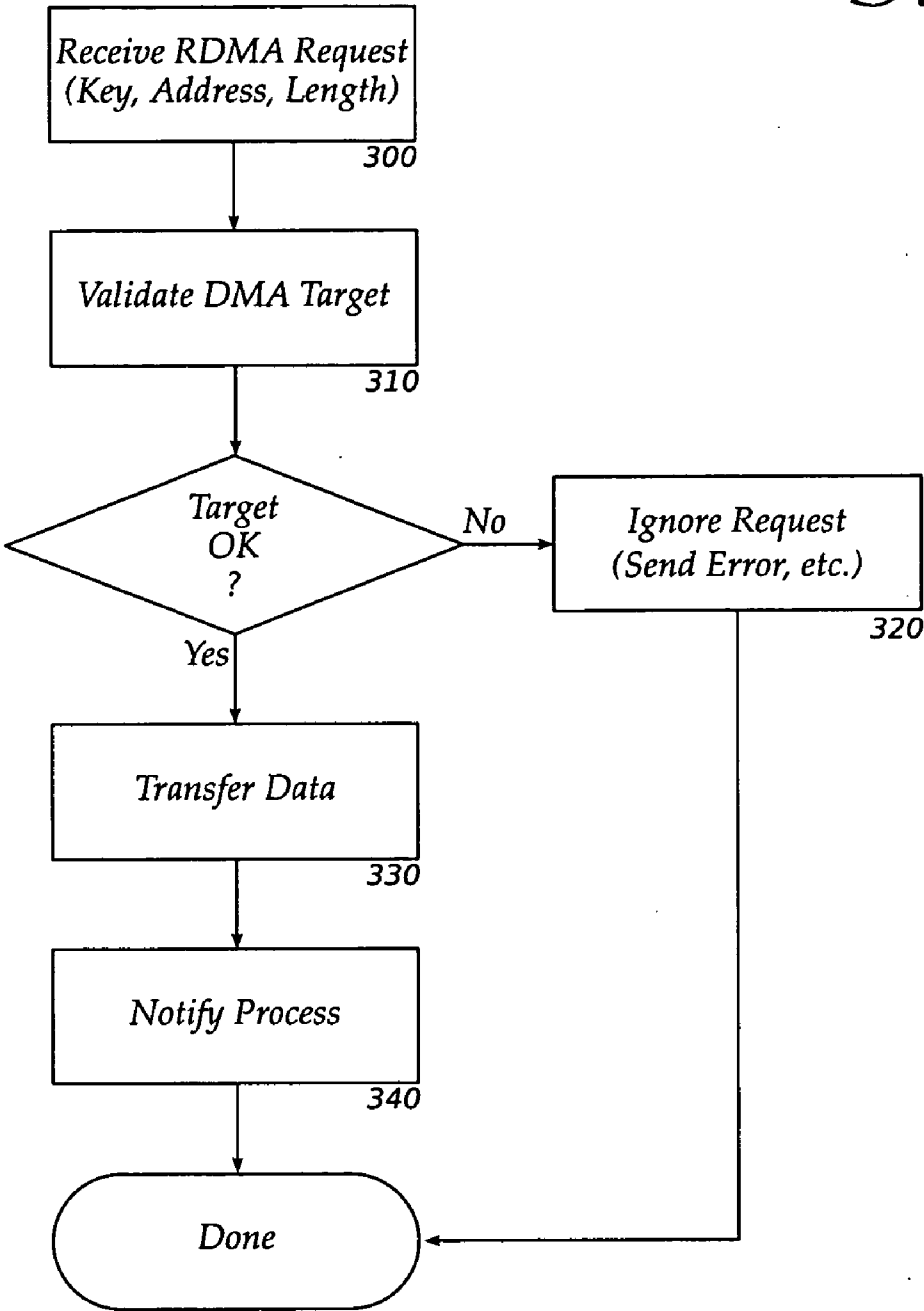 Receive RDMA Request
(Key, Address, Length)
300
Validate DMA Target
310
Target
OK
?
No
Ignore Request
(Send Error, etc.)
320
Yes
Transfer Data
330
Notify Process
340
Done